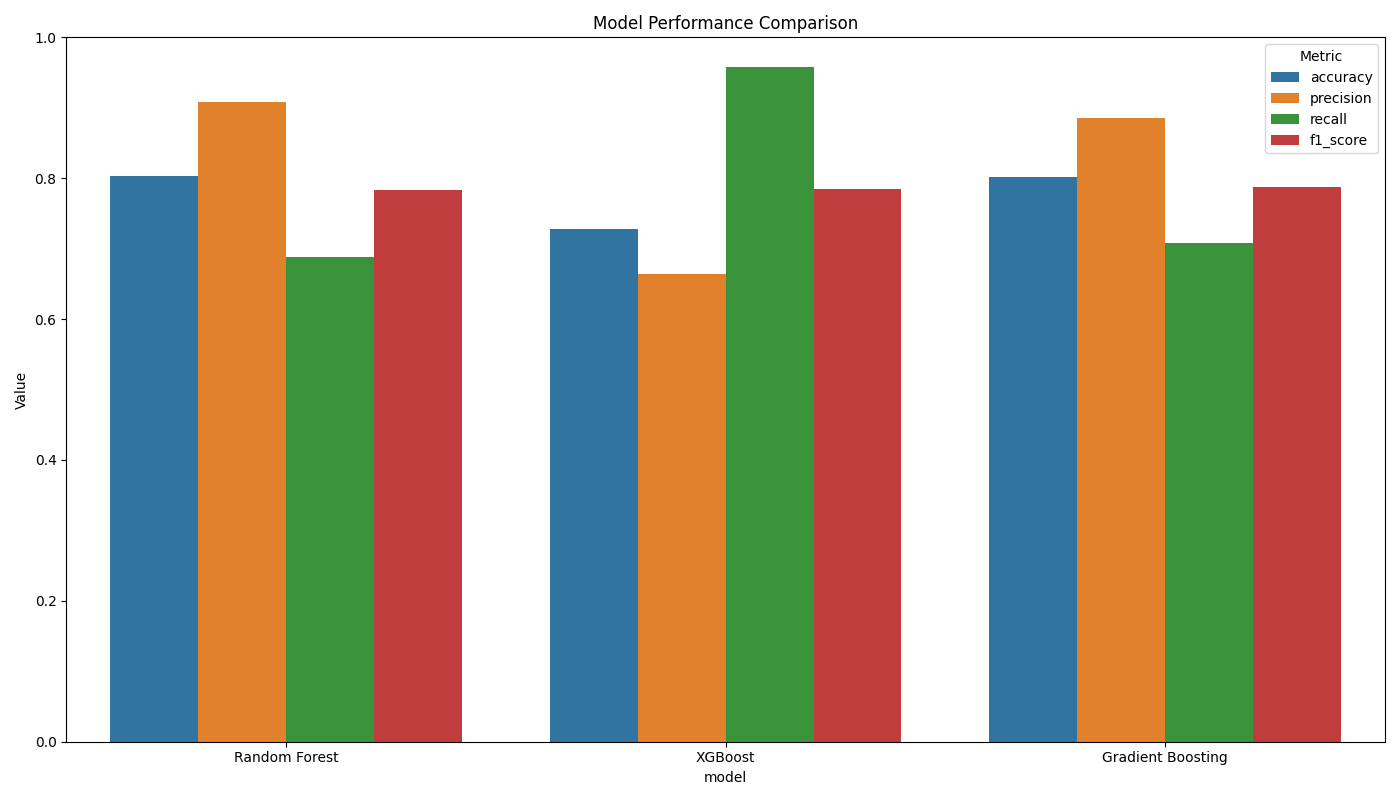 Model Performance Comparison
1.0
0.8
0.6
0.4
0.2
0.0
Value
Metric
accuracy
precision
recall
f1_score
Random Forest
XGBoost
Gradient Boosting
model